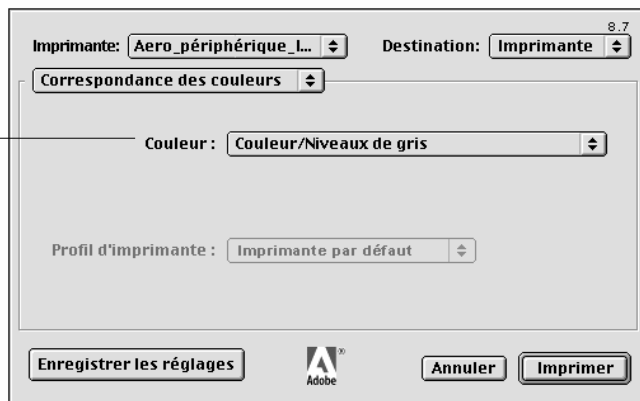 8.7
Imprimante: Aero_périphérique_I... Destination: Imprimante
Correspondance des couleurs
Couleur : Couleur/Niveaux de gris
Profil d'imprimante : Imprimante par défaut
Enregistrer les réglages Adobe ® Annuler Imprimer